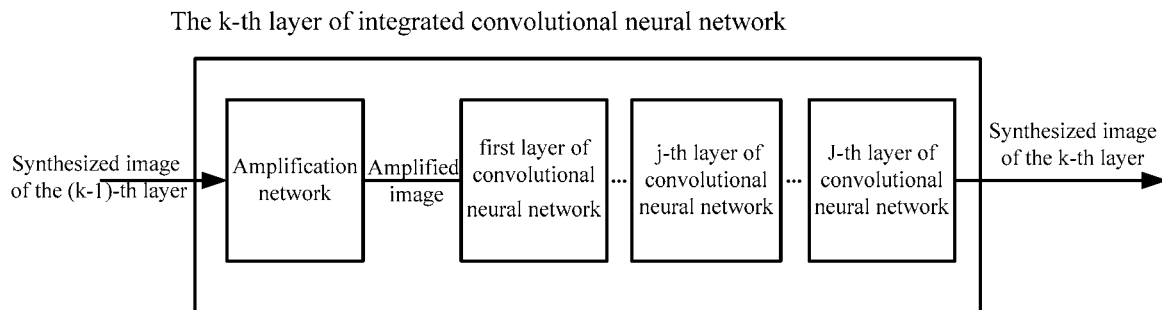 The k-th layer of integrated convolutional neural network
Synthesized image
of the (k-1)-th layer
Amplification
network
Amplified
image
first layer of
convolutional
neural network
...
j-th layer of
convolutional
neural network
...
J-th layer of
convolutional
neural network
Synthesized image
of the k-th layer